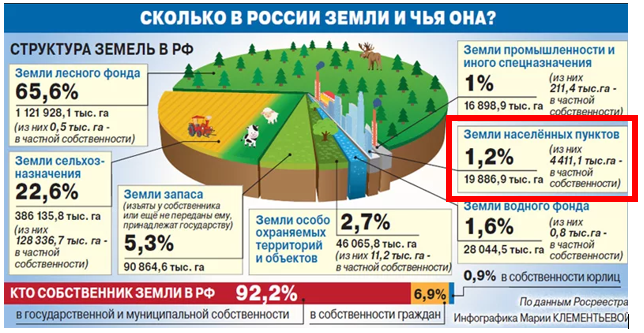 СКОЛЬКО В РОССИИ ЗЕМЛИ И ЧЬЯ ОНА?
СТРУКТУРА ЗЕМЕЛЬ В РФ
Земли лесного фонда
65,6%
1 121 928,1 тыс. га
(из них 0,5 тыс. га -
в частной
собственности)
Земли сельхоз-
назначения
22,6%
386 135,8 тыс. га
(из них
128 336,7 тыс. га -
в частной
собственности)
Земли запаса
(изъяты у собственника
или ещё не переданы ему,
принадлежат государству)
5,3%
90 864,6 тыс. га
Земли особо
охраняемых
территорий
и объектов
2,7%
46 065,8 тыс. га
(из них 11,2 тыс. га -
в частной
собственности)
Земли промышленности и
иного спецназначения
1%
16 898,9 тыс. га
(из них
211,4 тыс.га -
в частной
собственности)
Земли населённых пунктов
1,2%
19 886,9 тыс. га
(из них
4 411,1 тыс.га -
в частной
собственности)
Земли водного фонда
1,6%
28 044,5 тыс. га
(из них
0,8 тыс. га -
в частной
собственности)
КТО СОБСТВЕННИК ЗЕМЛИ В РФ
92,2%
в государственной и муниципальной собственности
6,9%
в собственности граждан
0,9% в собственности юрлиц
По данным Росреестра
Инфографика Марии КЛЕМЕНТЬЕВОЙ